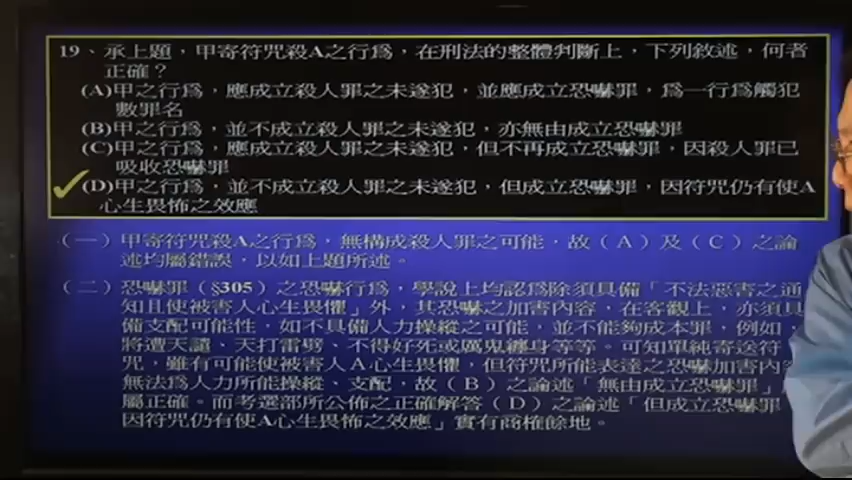 19、承上題，甲寄符咒殺A之行為，在刑法的整體判斷上，下列敘述，何者
正確？
(A)甲之行為，應成立殺人罪之未遂犯，並應成立恐嚇罪，為一行為觸犯
數罪名
(B)甲之行為，並不成立殺人罪之未遂犯，亦無由成立恐嚇罪
(C)甲之行為，應成立殺人罪之未遂犯，但不再成立恐嚇罪，因殺人罪已
吸收恐嚇罪
(D)甲之行為，並不成立殺人罪之未遂犯，但成立恐嚇罪，因符咒仍有使A
心生畏怖之效應
（一）甲寄符咒殺A之行為，無構成殺人罪之可能，故（A）及（C）之論
述均屬錯誤，以如上題所述。
（二）恐嚇罪（§305）之恐嚇行為，學說上均認為除須具備「不法惡害之通
知且使被害人心生畏懼」外，其恐嚇之加害內容，在客觀上，亦須具
備支配可能性，如不具備人力操縱之可能，並不能夠成本罪，例如，
將遭天譴、天打雷劈、不得好死或厲鬼纏身等等。可知單純寄送符
咒，雖有可能使被害人A心生畏懼，但符咒所能表達之恐嚇加害內容
無法為人力所能操縱、支配，故（B）之論述「無由成立恐嚇罪」
屬正確。而考選部所公佈之正確解答（D）之論述「但成立恐嚇罪
因符咒仍有使A心生畏怖之效應」實有商榷餘地。